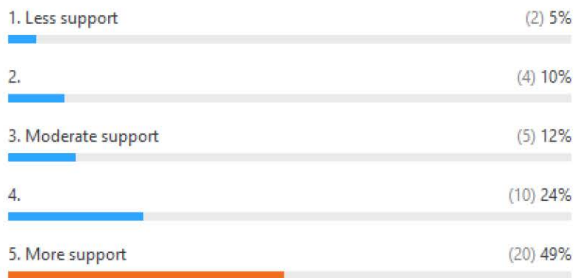 1. Less support (2) 5%
2. (4) 10%
3. Moderate support (5) 12%
4. (10) 24%
5. More support (20) 49%